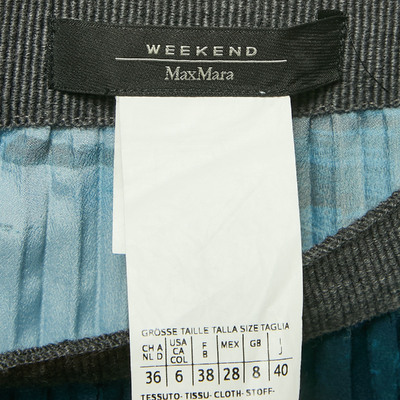 WEEKEND
MaxMara
GRÖSSE TAILLE TALLA SIZE TAGLIA
CH A USA F MEX GB I
NL D CA COL B J
36 6 38 28 8 40
TESSUTO-TISSU-CLOTH-STOFF-